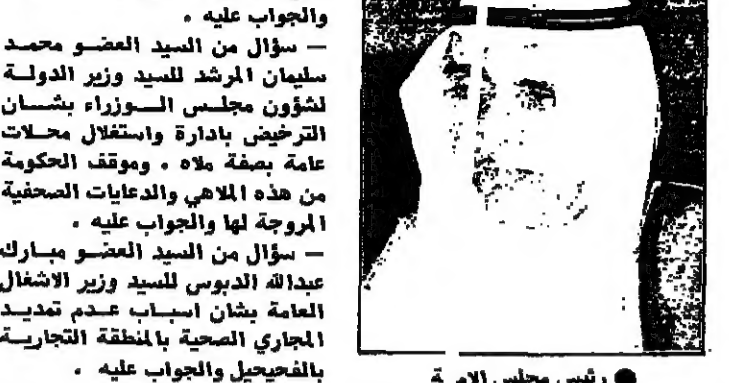 والجواب عليه .
— سؤال من السيد العضو محمد
سليمان المرشد للسيد وزير الدولة
لشؤون مجلس الوزراء بشان
الترخيض بادارة واستغلال محلات
عامة بصفة ملاه . وموقف الحكومة
من هذه الملاهي والدعايات الصحفية
المروجة لها والجواب عليه .
— سؤال من السيد العضو مبارك
عبدالله الدبوس للسيد وزير الاشغال
العامة بشان اسباب عدم تمديد
المجاري الصحية بالمنطقة التجارية
بالفحيحيل والجواب عليه .
● رئيس مجلس الامة